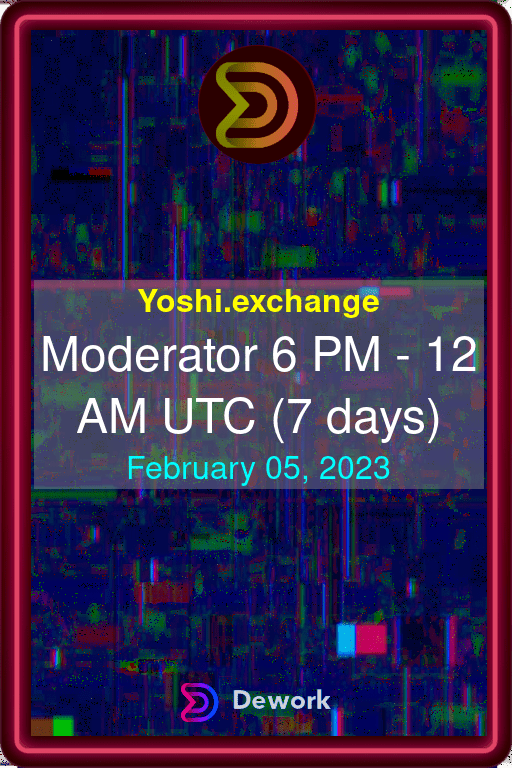 Yoshi.exchange
Moderator 6 PM - 12
AM UTC (7 days)
February 05, 2023
Dework